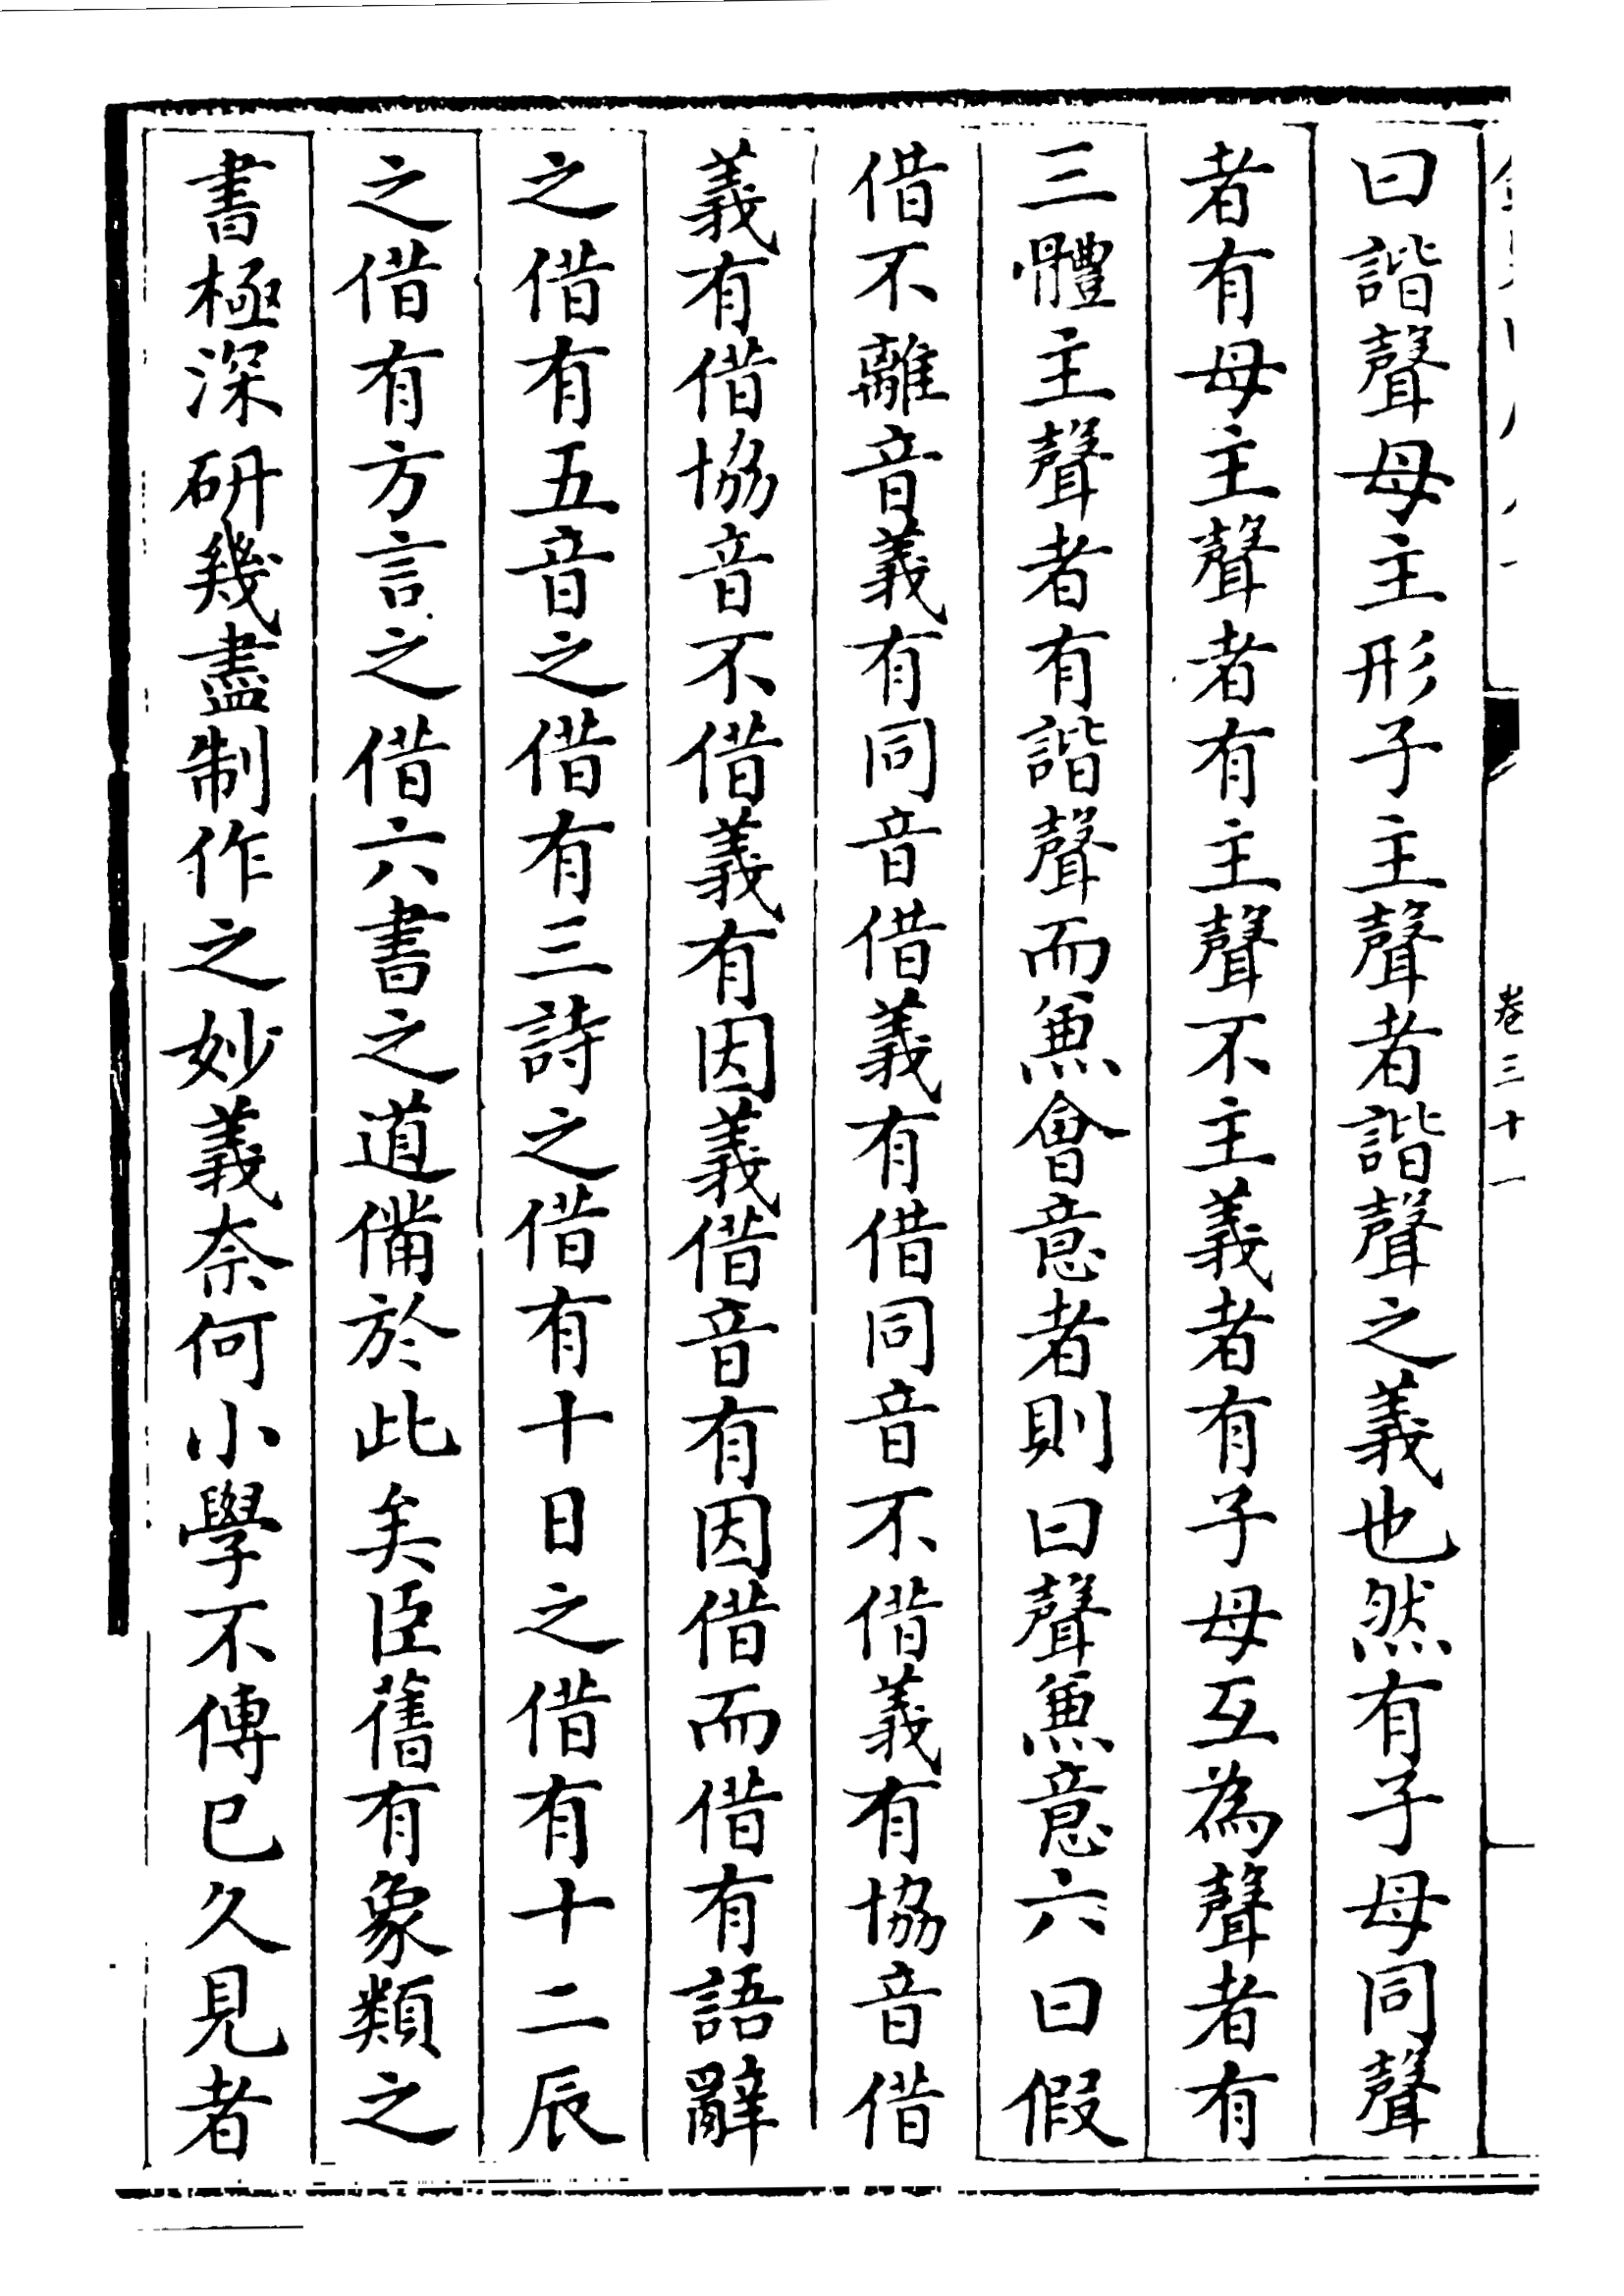 曰諧聲母主形子主聲者諧聲之義也然有子母同聲
者有母主聲者有主聲不主義者有子母互為聲者有
三體主聲者有諧聲而兼會意者則曰聲兼意六曰假
借不離音義有同音借義有借同音不借義有協音借
義有借協音不借義有因義借音有因借而借有語辭
之借有五音之借有三詩之借有十日之借有十二辰
之借有方言之借六書之道備於此矣臣舊有象類之
書極深研幾盡制作之妙義奈何小學不傳已久見者
卷三十一